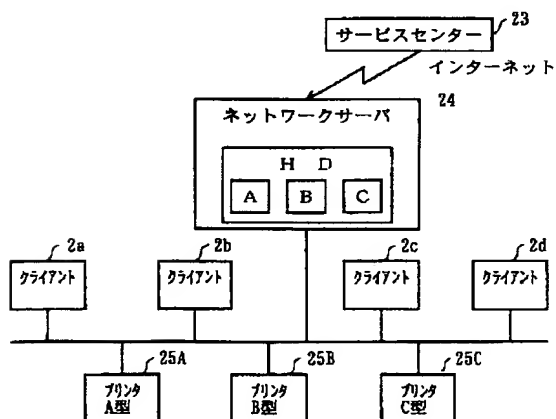 23
サービスセンター
インターネット
24
ネットワークサーバ
H D
A B C
2a 2b 2c 2d
クライアント クライアント クライアント クライアント
25A 25B 25C
プリンタ プリンタ プリンタ
A型 B型 C型